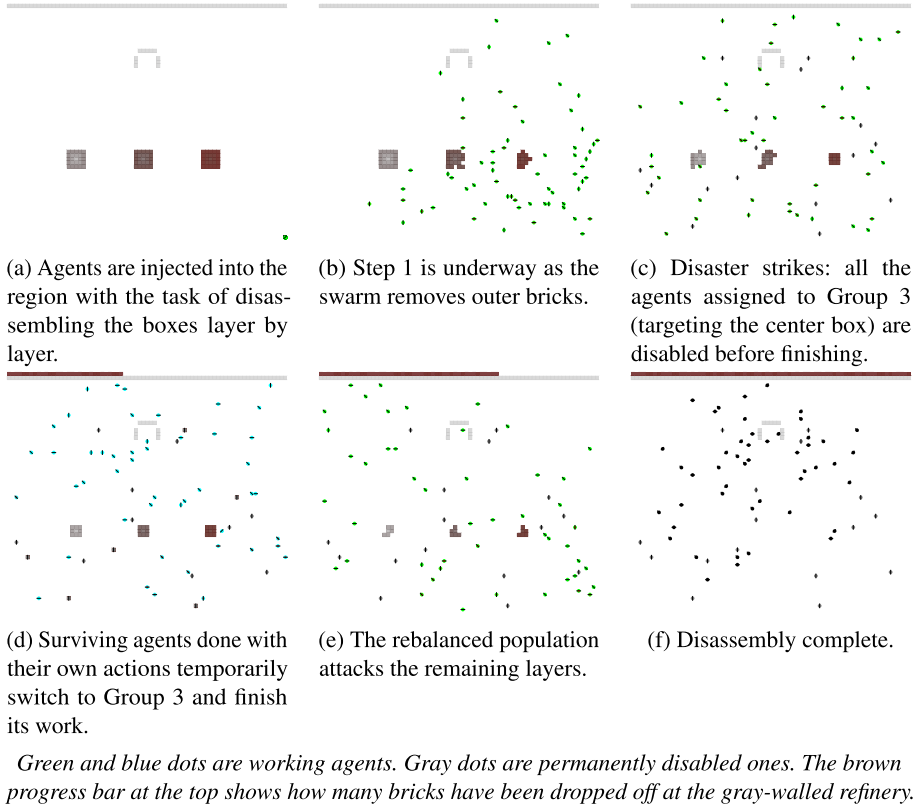 (a) Agents are injected into the
region with the task of disas-
sembling the boxes layer by
layer.
(b) Step 1 is underway as the
swarm removes outer bricks.
(c) Disaster strikes: all the
agents assigned to Group 3
(targeting the center box) are
disabled before finishing.
(d) Surviving agents done with
their own actions temporarily
switch to Group 3 and finish
its work.
(e) The rebalanced population
attacks the remaining layers.
(f) Disassembly complete.
Green and blue dots are working agents. Gray dots are permanently disabled ones. The brown
progress bar at the top shows how many bricks have been dropped off at the gray-walled refinery.